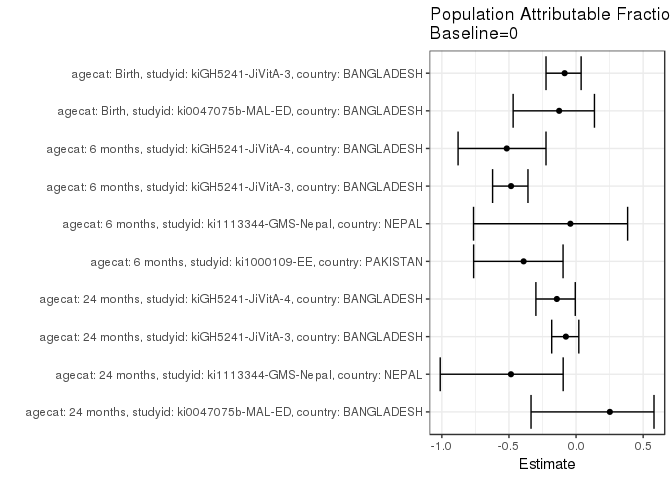 Population Attributable Fractio
Baseline=0
agecat: Birth, studyid: kiGH5241-JiVitA-3, country: BANGLADESH
agecat: Birth, studyid: ki0047075b-MAL-ED, country: BANGLADESH
agecat: 6 months, studyid: kiGH5241-JiVitA-4, country: BANGLADESH
agecat: 6 months, studyid: kiGH5241-JiVitA-3, country: BANGLADESH
agecat: 6 months, studyid: ki1113344-GMS-Nepal, country: NEPAL
agecat: 6 months, studyid: ki1000109-EE, country: PAKISTAN
agecat: 24 months, studyid: kiGH5241-JiVitA-4, country: BANGLADESH
agecat: 24 months, studyid: kiGH5241-JiVitA-3, country: BANGLADESH
agecat: 24 months, studyid: ki1113344-GMS-Nepal, country: NEPAL
agecat: 24 months, studyid: ki0047075b-MAL-ED, country: BANGLADESH
-1.0 -0.5 0.0 0.5
Estimate